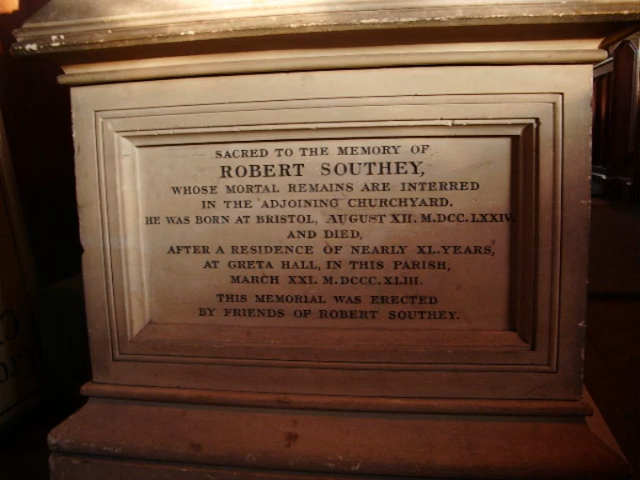 SACRED TO THE MEMORY OF
ROBERT SOUTHEY,
WHOSE MORTAL REMAINS ARE INTERRED
IN THE ADJOINING CHURCHYARD.
HE WAS BORN AT BRISTOL, AUGUST XII. M.DCC.LXXIV.
AND DIED,
AFTER A RESIDENCE OF NEARLY XL.YEARS,
AT GRETA HALL, IN THIS PARISH,
MARCH XXI. M.DCCC.XLIII.
THIS MEMORIAL WAS ERECTED
BY FRIENDS OF ROBERT SOUTHEY.